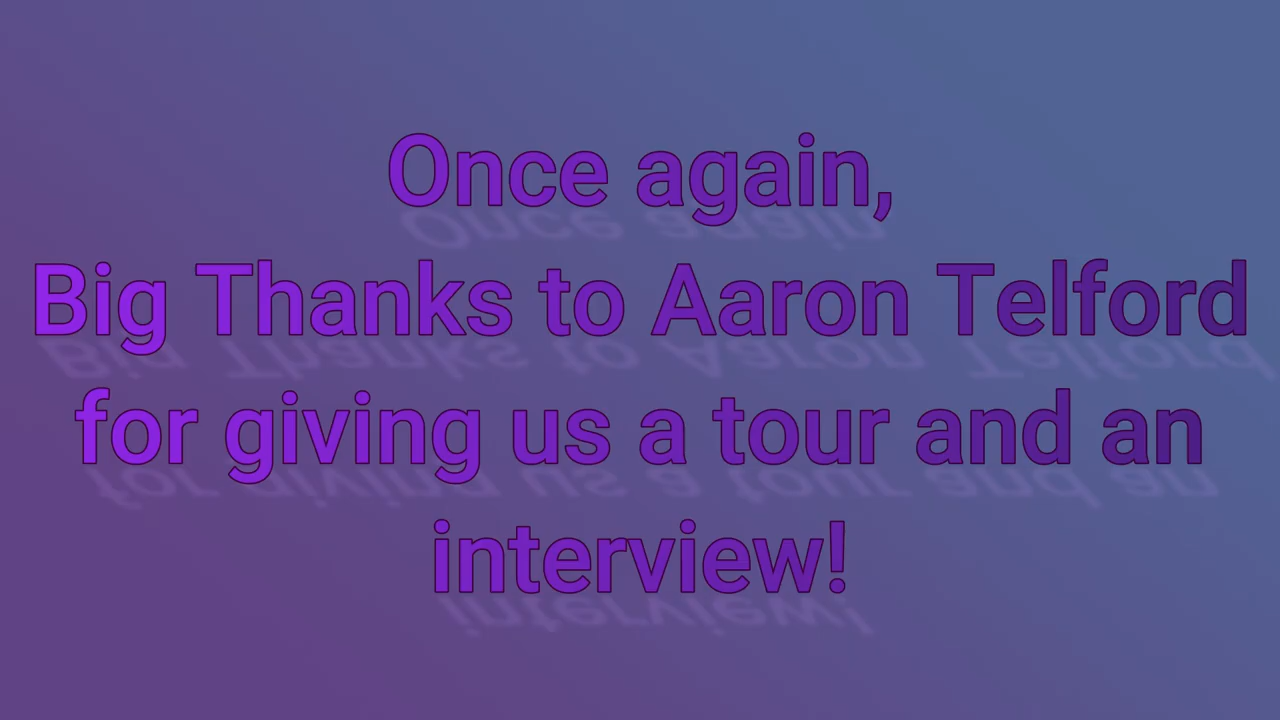 Once again,
Big Thanks to Aaron Telford
for giving us a tour and an
interview!